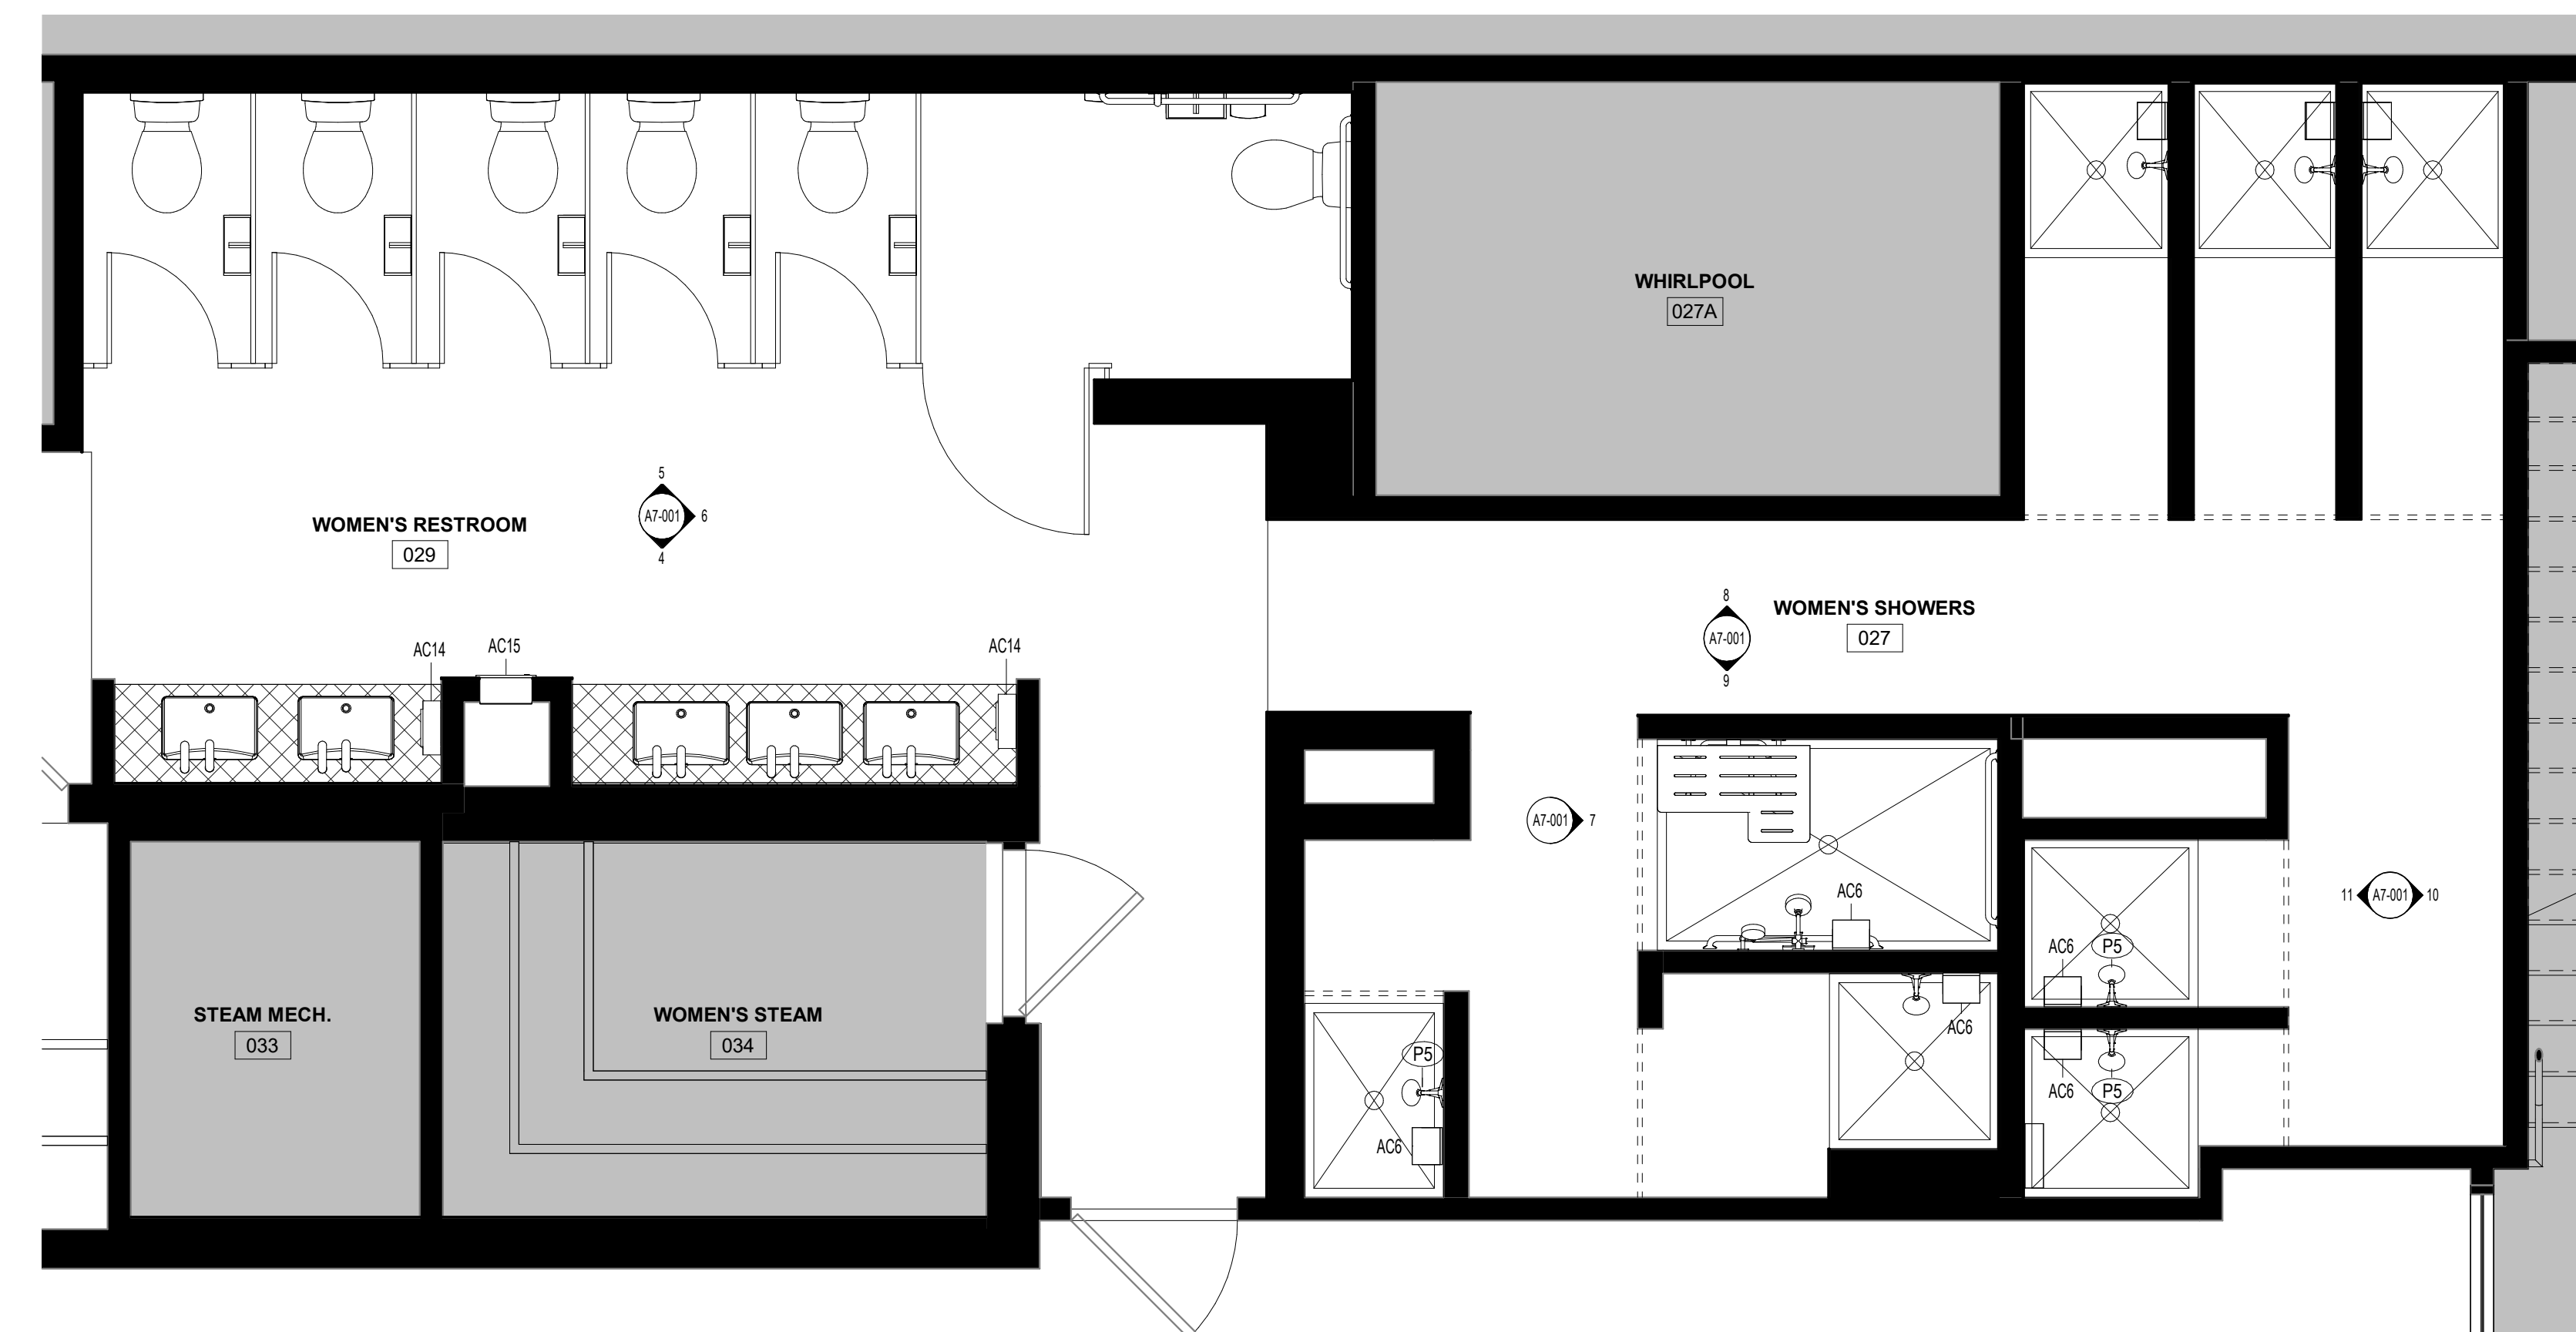 WHIRLPOOL
027A
5
A7-001
6
4
WOMEN'S RESTROOM
029
8
A7-001
9
WOMEN'S SHOWERS
027
AC14
AC15
AC14
A7-001
7
AC6
11
A7-001
10
AC6
P5
STEAM MECH.
033
WOMEN'S STEAM
034
P5
AC6
AC6
AC6
P5